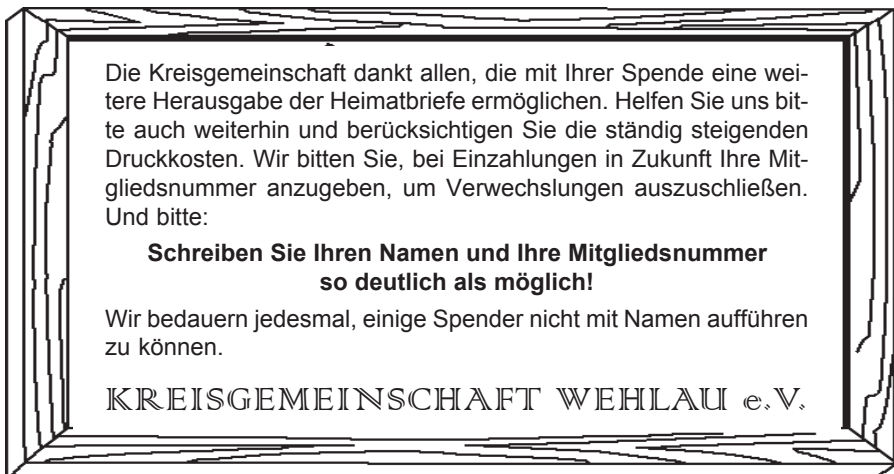 Die Kreisgemeinschaft dankt allen, die mit Ihrer Spende eine wei-
tere Herausgabe der Heimatbriefe ermöglichen. Helfen Sie uns bit-
te auch weiterhin und berücksichtigen Sie die ständig steigenden
Druckkosten. Wir bitten Sie, bei Einzahlungen in Zukunft Ihre Mit-
gliedsnummer anzugeben, um Verwechslungen auszuschließen.
Und bitte:
Schreiben Sie Ihren Namen und Ihre Mitgliedsnummer
so deutlich als möglich!
Wir bedauern jedesmal, einige Spender nicht mit Namen aufführen
zu können.
KREISGEMEINSCHAFT WEHLAU e.V.